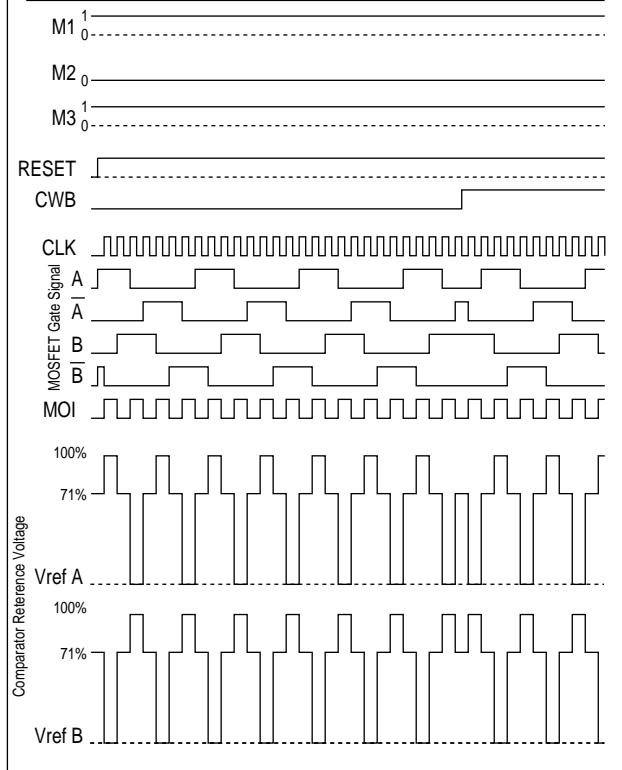 M1 1
0
M2 0
M3 1
0
RESET
CWB
CLK
MOSFET Gate Signal
A
A
B
B
MOI
Comparator Reterence Voltage
100%
71%
Vref A
100%
71%
Vref B